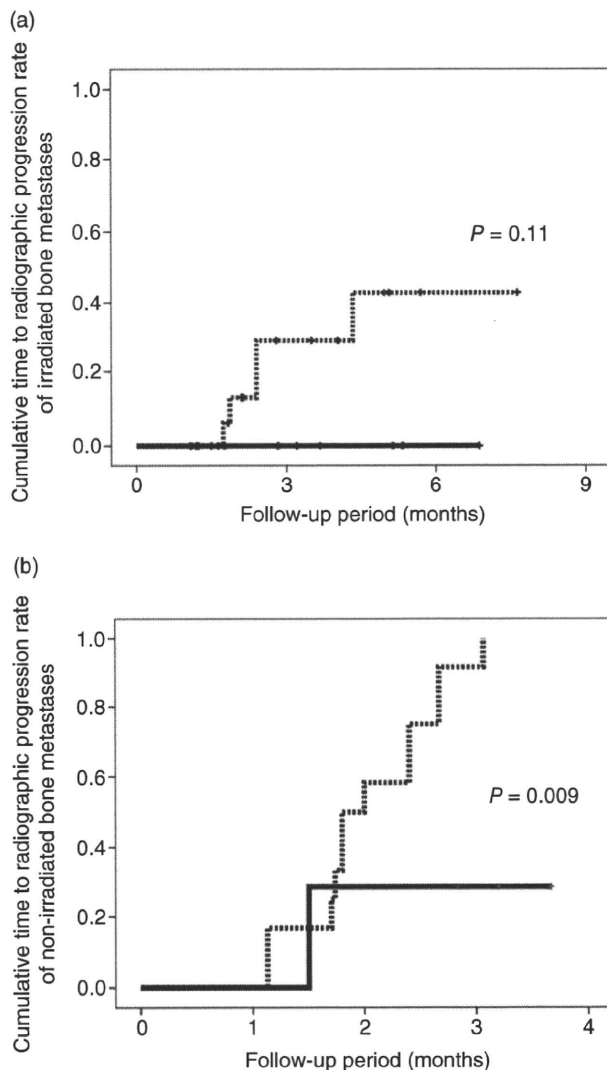 (a)
Cumulative time to radiographic progression rate
of irradiated bone metastases
1.0
0.8
0.6
0.4
0.2
0.0
P = 0.11
0 3 6 9
Follow-up period (months)
(b)
Cumulative time to radiographic progression rate
of non-irradiated bone metastases
1.0
0.8
0.6
0.4
0.2
0.0
P = 0.009
0 1 2 3 4
Follow-up period (months)